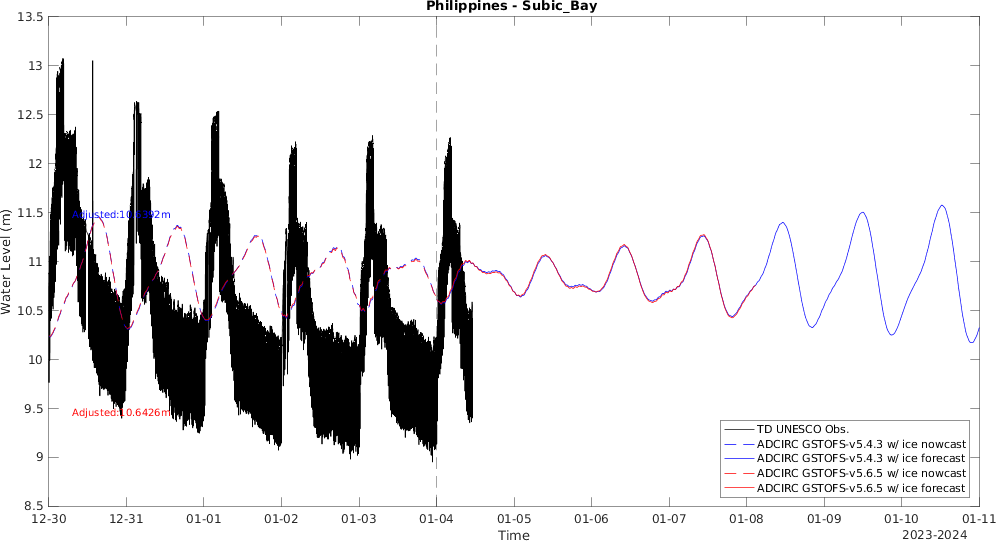 Philippines - Subic_Bay
13.5
13
12.5
12
11.5
11
10.5
10
9.5
9
8.5
Water Level (m)
Adjusted:10.
92m
Adjusted:10.6426m
TD UNESCO Obs.
ADCIRC GSTOFS-v5.4.3 w/ ice nowcast
ADCIRC GSTOFS-v5.4.3 w/ ice forecast
ADCIRC GSTOFS-v5.6.5 w/ ice nowcast
ADCIRC GSTOFS-v5.6.5 w/ ice forecast
12-30 12-31 01-01 01-02 01-03 01-04 01-05 01-06 01-07 01-08 01-09 01-10 01-11
Time
2023-2024